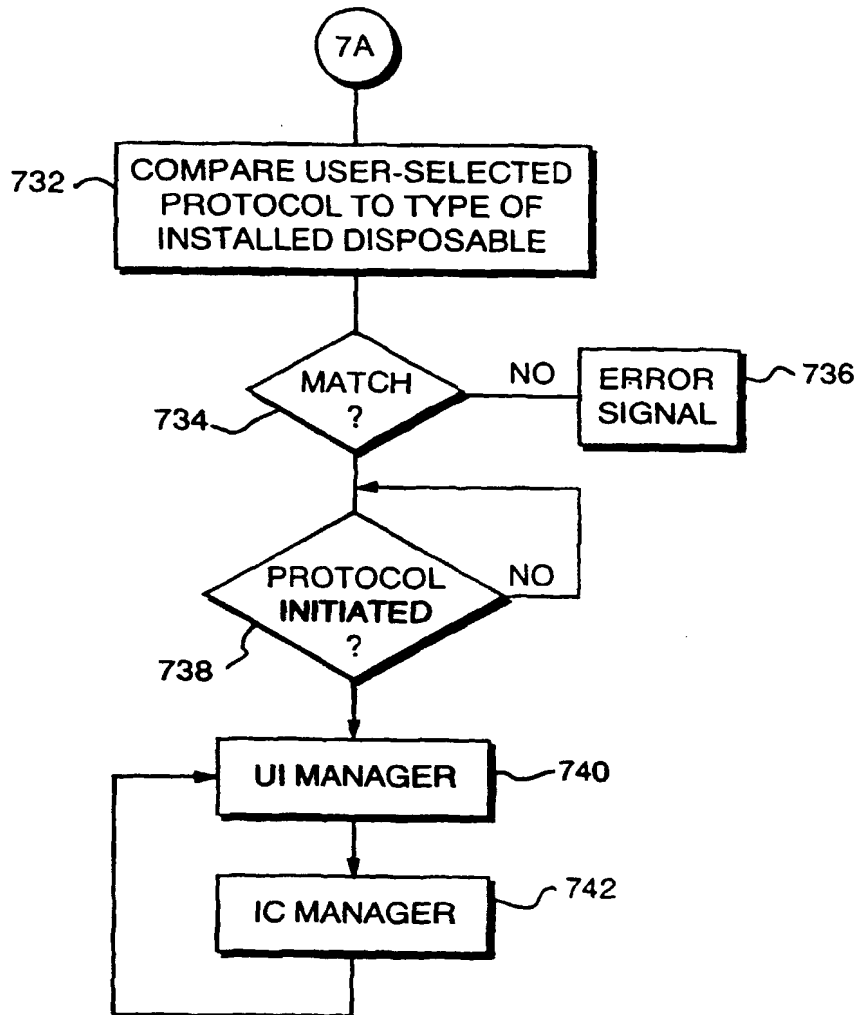 7A
732
COMPARE USER-SELECTED
PROTOCOL TO TYPE OF
INSTALLED DISPOSABLE
MATCH
?
734
NO
ERROR
SIGNAL
736
PROTOCOL
INITIATED
?
NO
738
UI MANAGER
740
IC MANAGER
742